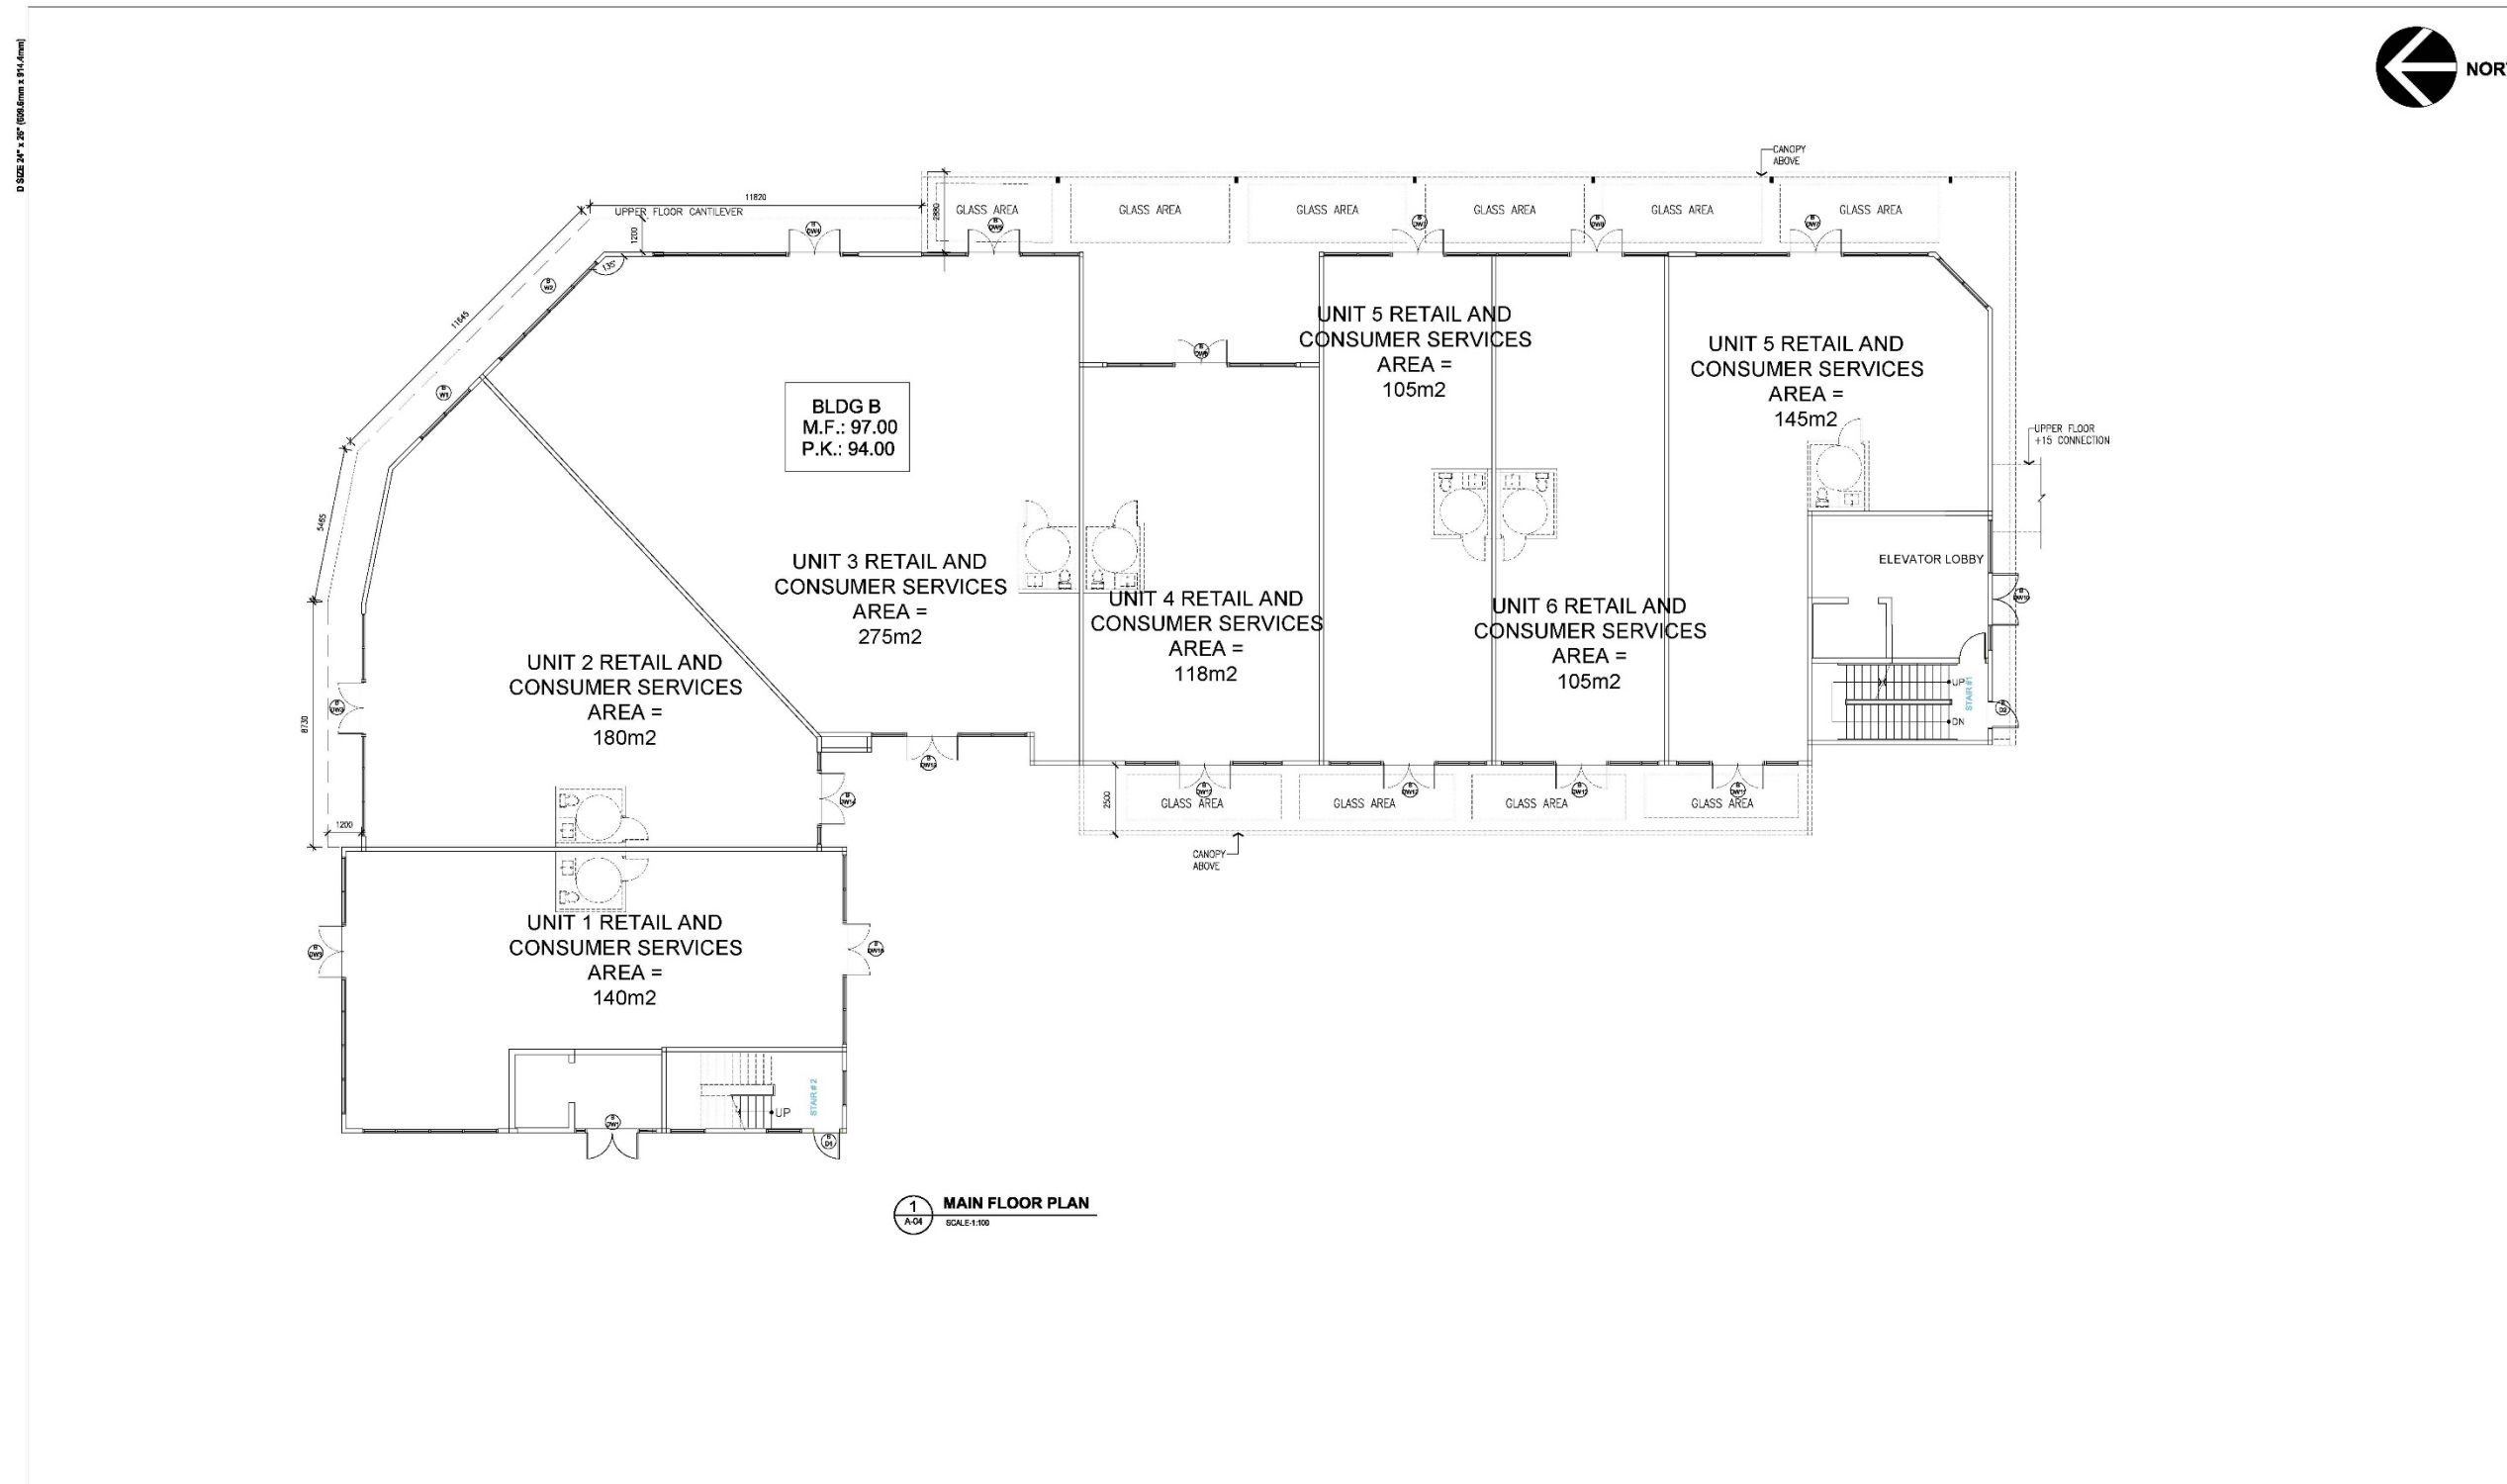 D SIZE 24" x 26" (609.6mm x 914.4mm)
NOR
CANOPY
ABOVE
11820
UPPER FLOOR CANTILEVER
1200
2880
GLASS AREA
GLASS AREA
GLASS AREA
GLASS AREA
GLASS AREA
GLASS AREA
135°
B
W2
11645
B
W1
5465
8730
1200
BLDG B
M.F.: 97.00
P.K.: 94.00
UNIT 5 RETAIL AND
CONSUMER SERVICES
AREA =
105m2
UNIT 5 RETAIL AND
CONSUMER SERVICES
AREA =
145m2
UPPER FLOOR
+15 CONNECTION
UNIT 3 RETAIL AND
CONSUMER SERVICES
AREA =
275m2
UNIT 4 RETAIL AND
CONSUMER SERVICES
AREA =
118m2
UNIT 6 RETAIL AND
CONSUMER SERVICES
AREA =
105m2
ELEVATOR LOBBY
UP
DN
STAIR #1
UNIT 2 RETAIL AND
CONSUMER SERVICES
AREA =
180m2
2500
GLASS AREA
GLASS AREA
GLASS AREA
GLASS AREA
CANOPY
ABOVE
UNIT 1 RETAIL AND
CONSUMER SERVICES
AREA =
140m2
UP
STAIR # 2
B
DW1
B
D1
1
A-04
MAIN FLOOR PLAN
SCALE-1:100